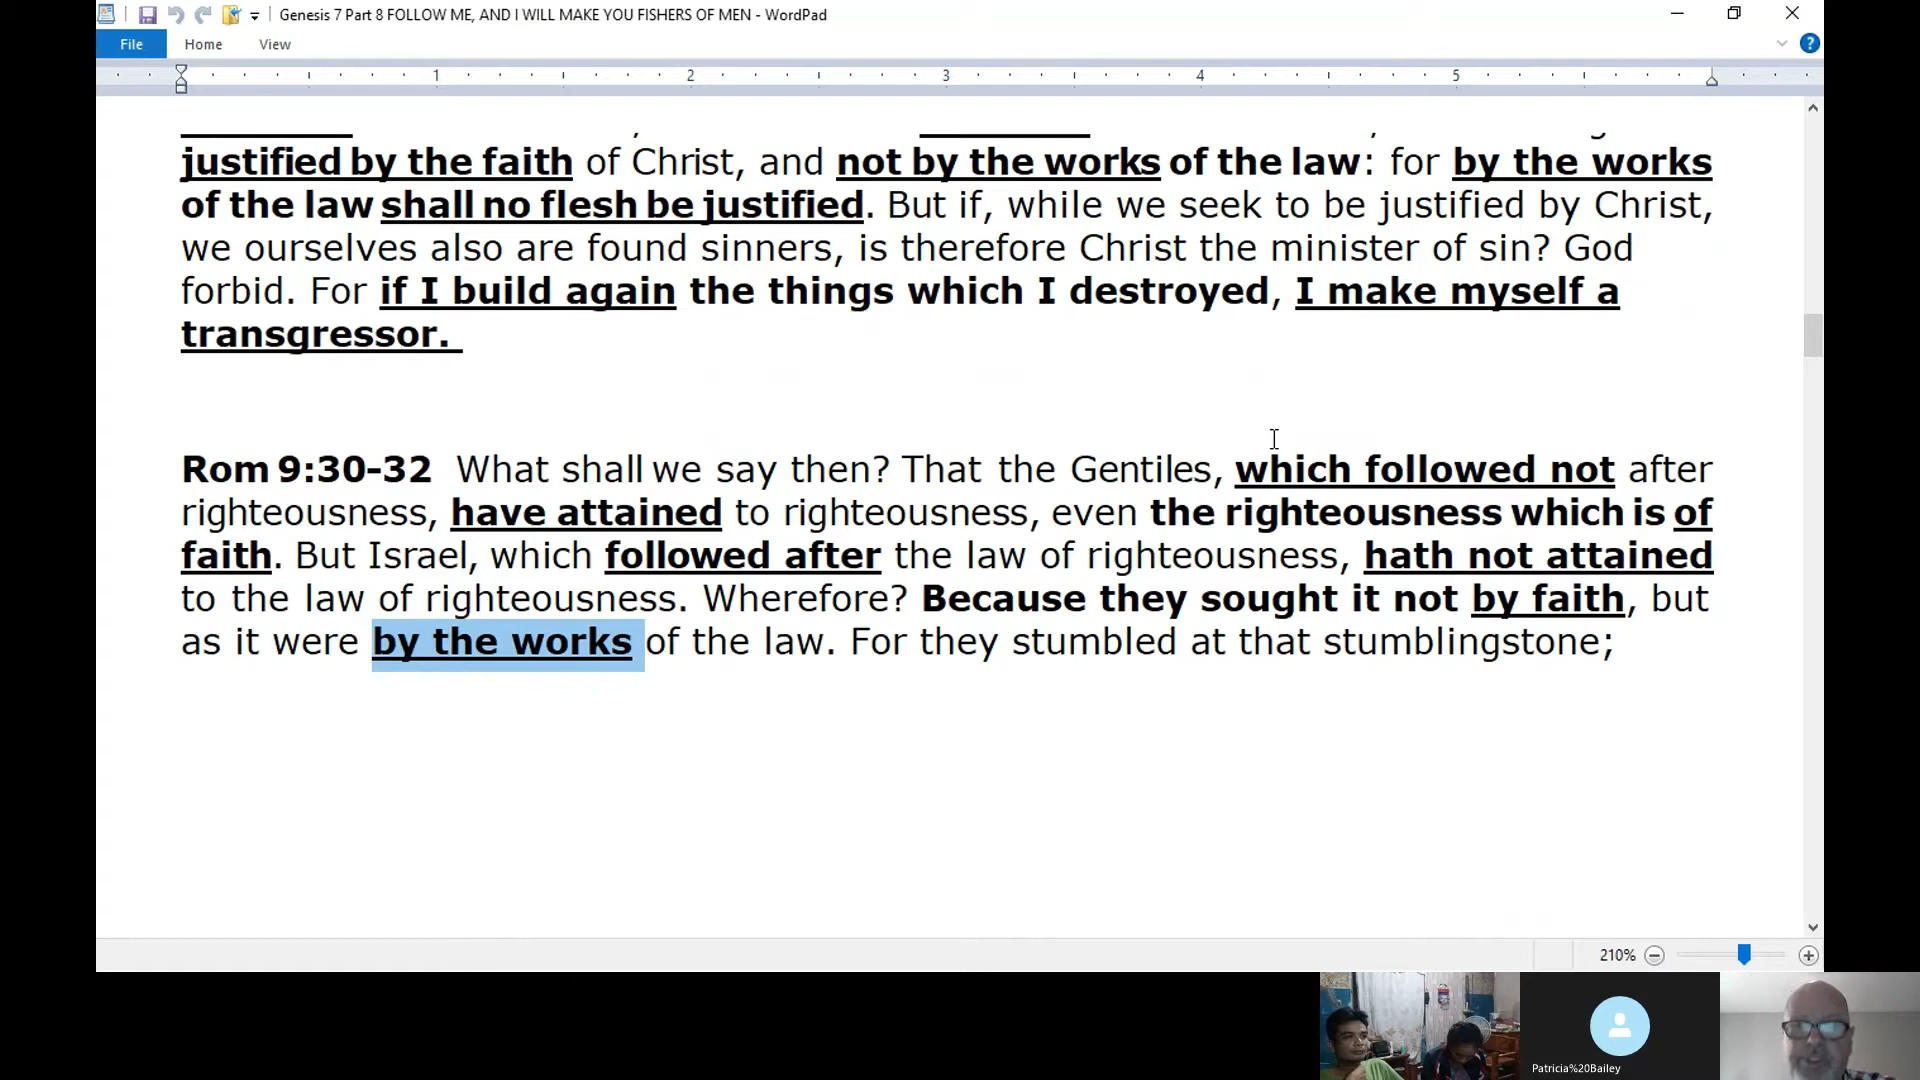 Genesis 7 Part 8 FOLLOW ME, AND I WILL MAKE YOU FISHERS OF MEN - WordPad
File Home View
1 2 3 4 5
justified by the faith of Christ, and not by the works of the law: for by the works
of the law shall no flesh be justified. But if, while we seek to be justified by Christ,
we ourselves also are found sinners, is therefore Christ the minister of sin? God
forbid. For if I build again the things which I destroyed, I make myself a
transgressor.
Rom 9:30-32 What shall we say then? That the Gentiles, which followed not after
righteousness, have attained to righteousness, even the righteousness which is of
faith. But Israel, which followed after the law of righteousness, hath not attained
to the law of righteousness. Wherefore? Because they sought it not by faith, but
as it were by the works of the law. For they stumbled at that stumblingstone;
210%
Patricia%20Bailey